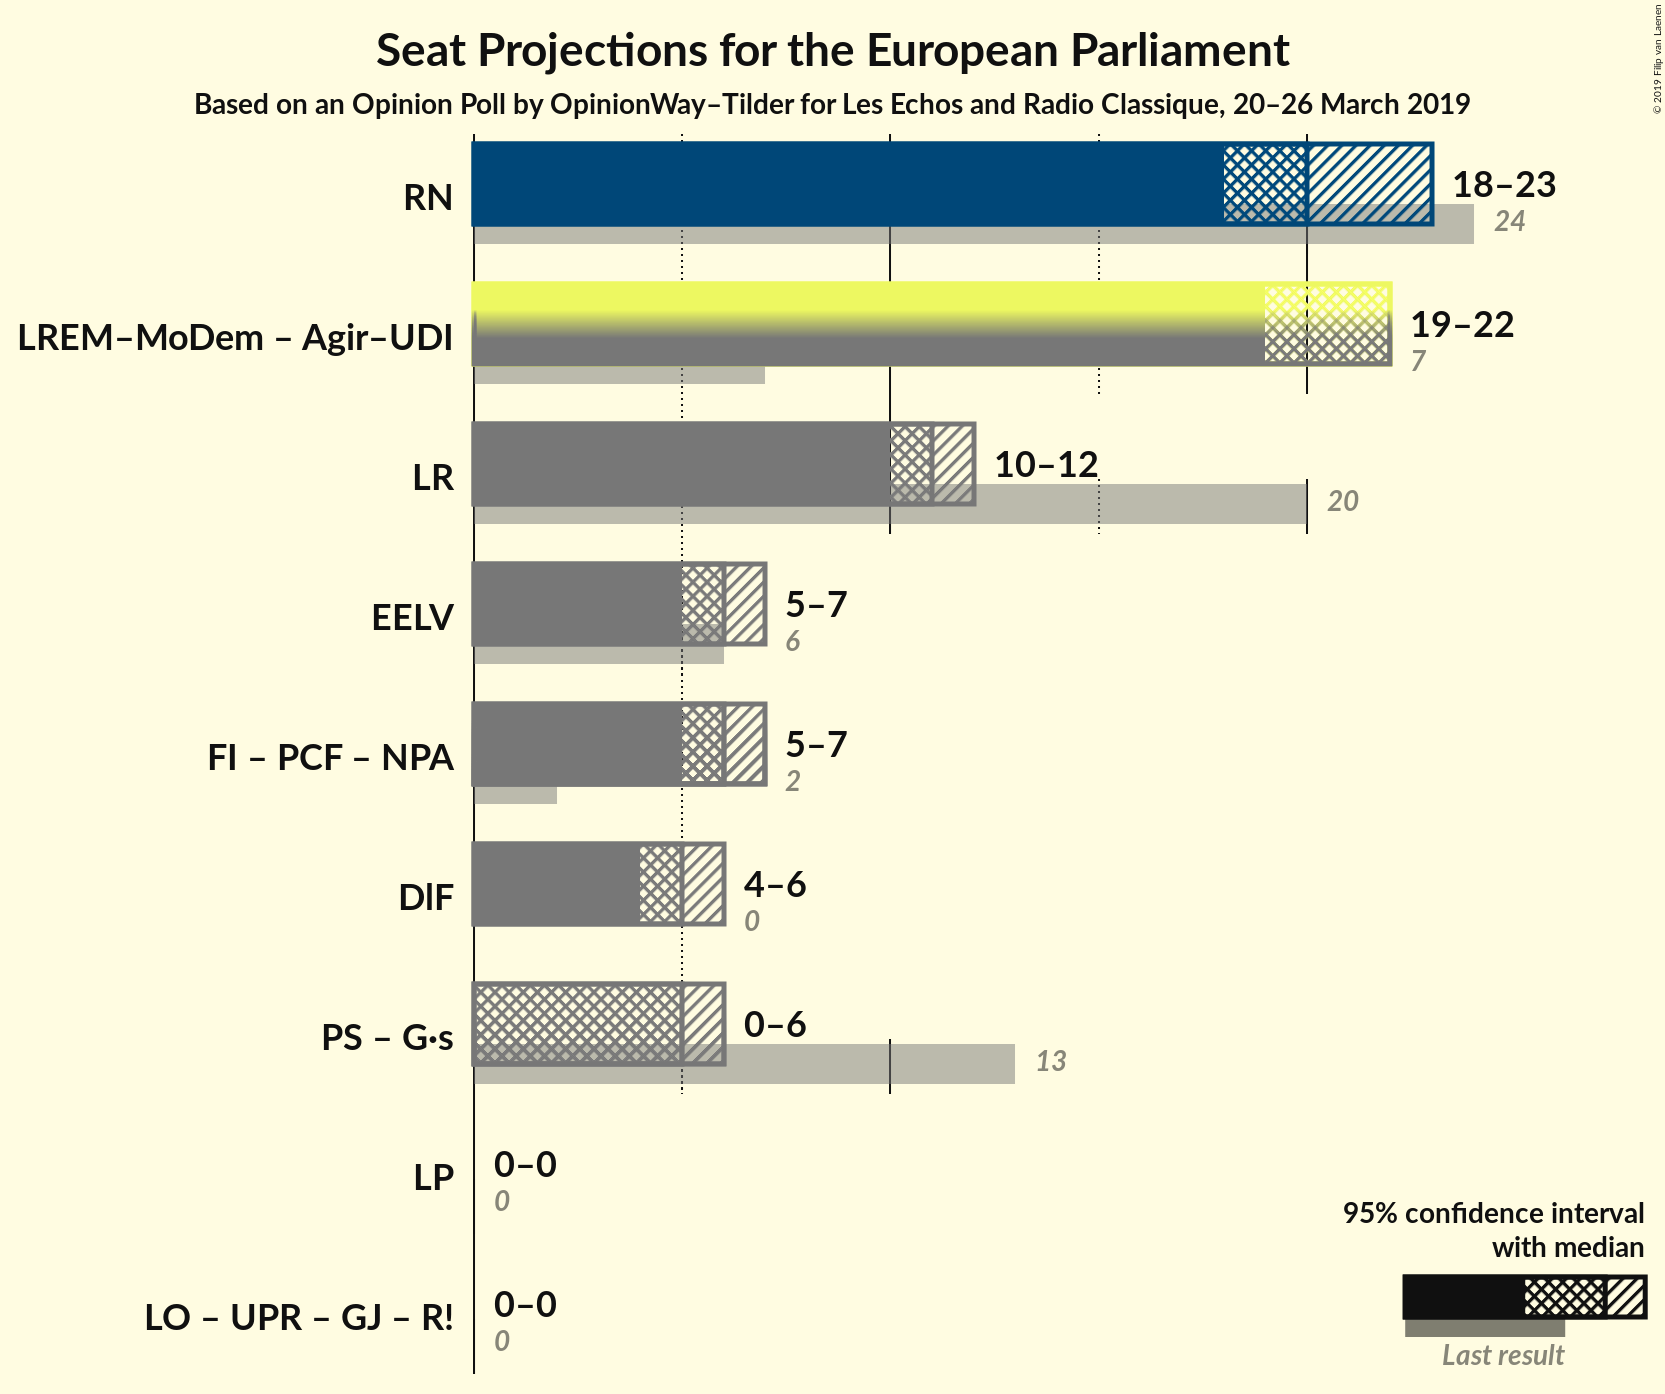 Seat Projections for the European Parliament
Based on an Opinion Poll by OpinionWay–Tilder for Les Echos and Radio Classique, 20–26 March 2019
© 2019 Filip van Laenen
RN
18–23
24
LREM–MoDem – Agir–UDI
19–22
7
LR
10–12
20
EELV
5–7
6
FI – PCF – NPA
5–7
2
DlF
4–6
0
PS – G·s
0–6
13
LP
0–0
0
LO – UPR – GJ – R!
0–0
0
95% confidence interval
with median
Last result